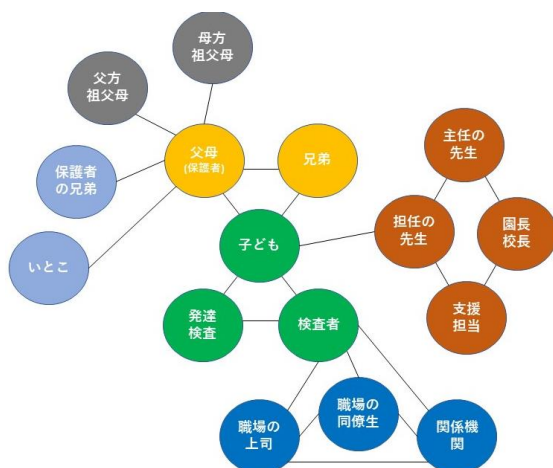 母方
祖父母
父方
祖父母
父母
(保護者)
兄弟
保護者
の兄弟
いとこ
子ども
主任の
先生
担任の
先生
園長
校長
支援
担当
発達
検査
検査者
職場の
上司
職場の
同僚生
関係機
関